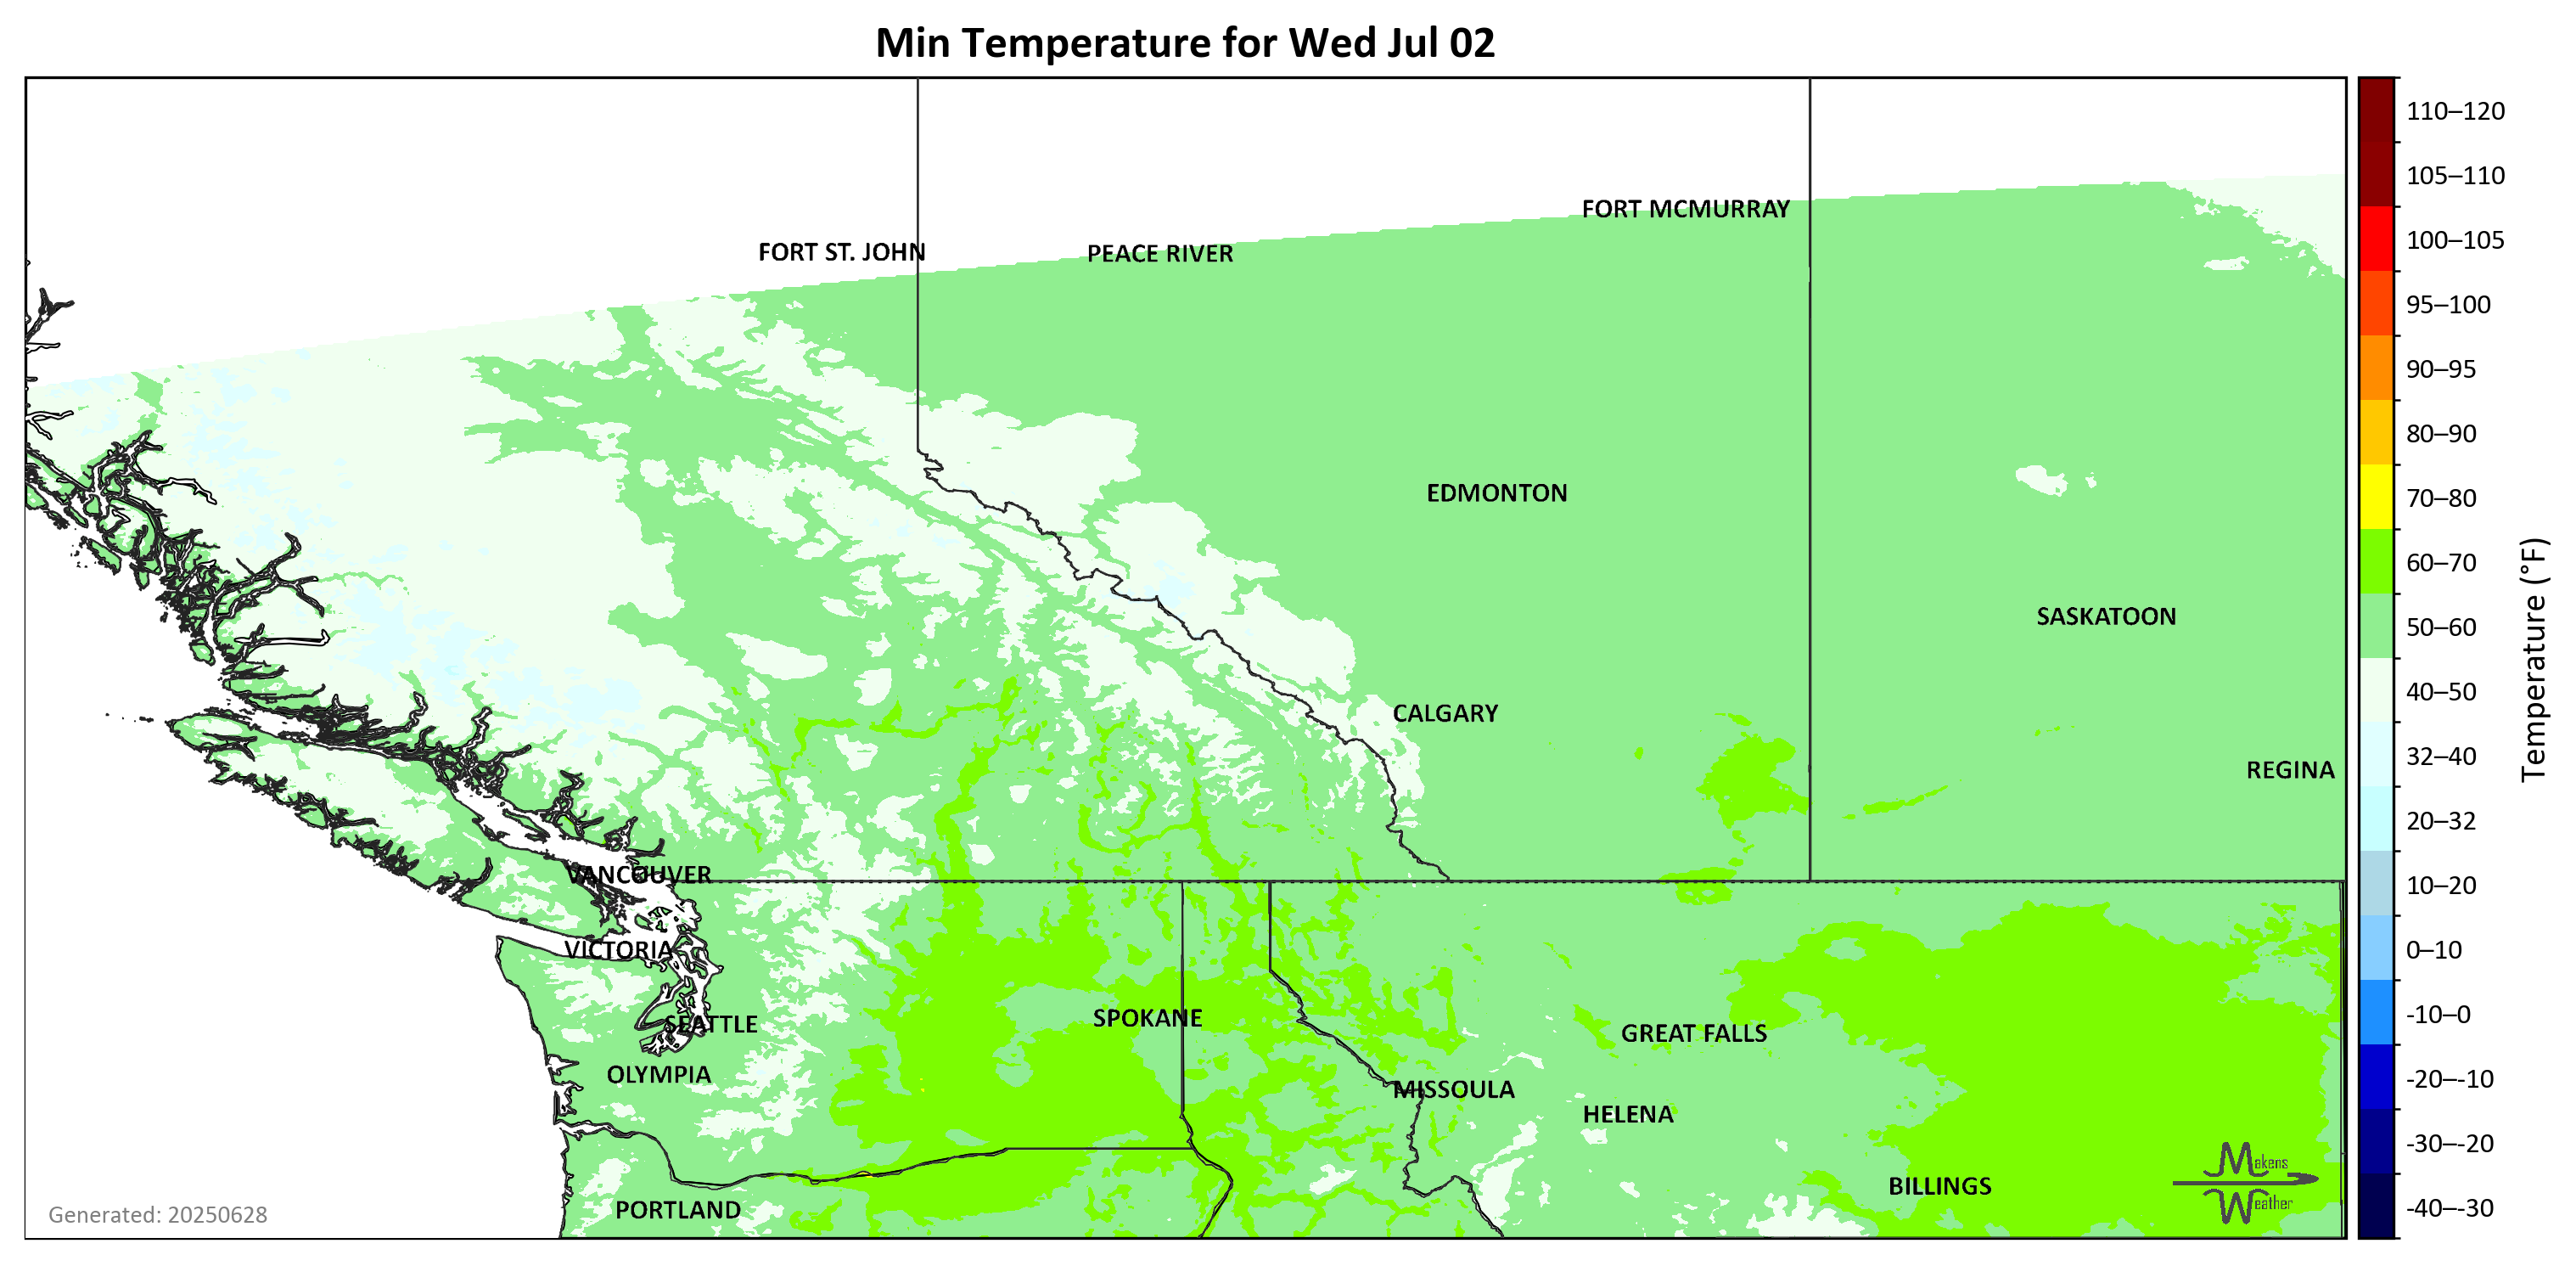 Min Temperature for Wed Jul 02
110–120
105–110
100–105
95–100
90–95
80–90
70–80
60–70
50–60
40–50
32–40
20–32
10–20
0–10
-10–0
-20–-10
-30–-20
-40–-30
Temperature (°F)
FORT MCMURRAY
FORT ST. JOHN
PEACE RIVER
EDMONTON
SASKATOON
CALGARY
REGINA
VANCOUVER
VICTORIA
SPOKANE
SEATTLE
GREAT FALLS
OLYMPIA
MISSOULA
HELENA
BILLINGS
PORTLAND
Makens
Weather
Generated: 20250628